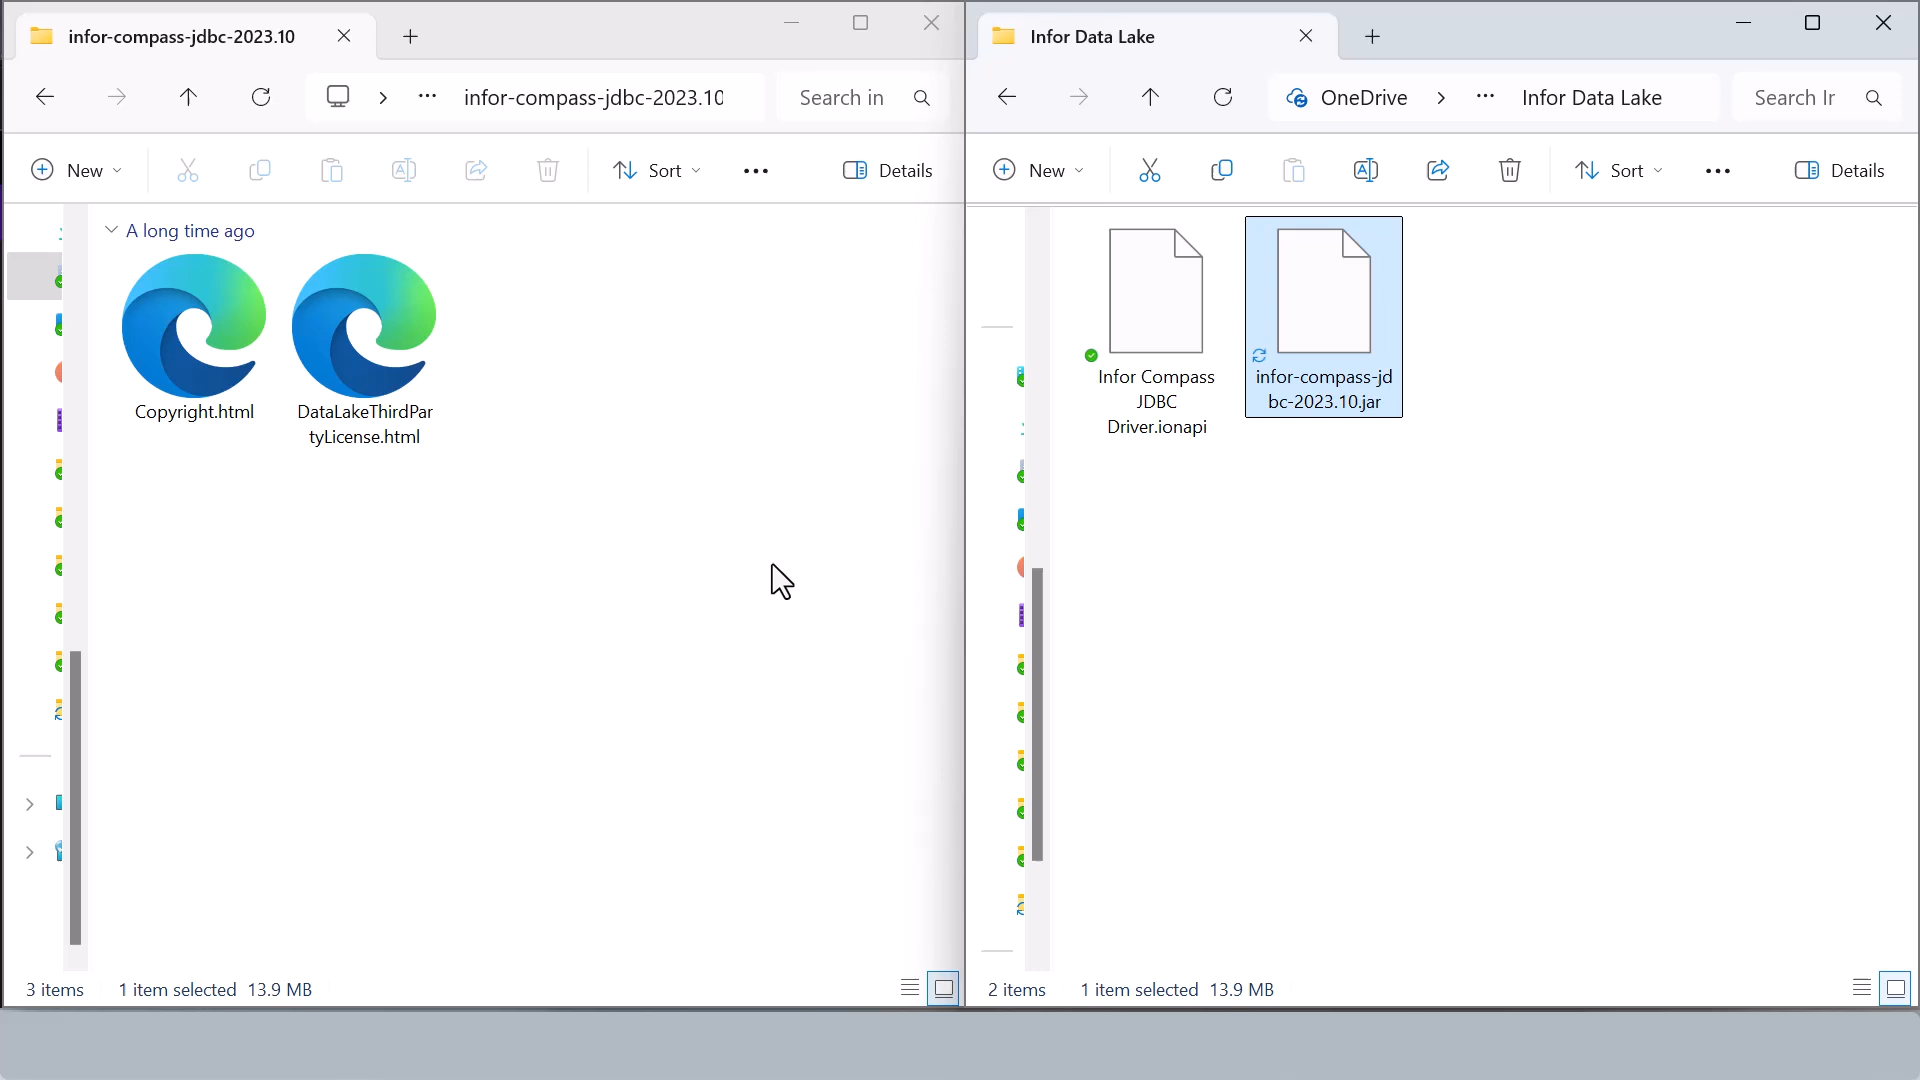 infor-compass-jdbc-2023.10
infor-compass-jdbc-2023.10
Search in
New
Sort
Details
A long time ago
Copyright.html
DataLakeThirdPar
tyLicense.html
3 items
1 item selected 13.9 MB
Infor Data Lake
OneDrive
Infor Data Lake
Search Ir
New
Sort
Details
Infor Compass
JDBC
Driver.ionapi
infor-compass-jd
bc-2023.10.jar
2 items
1 item selected 13.9 MB